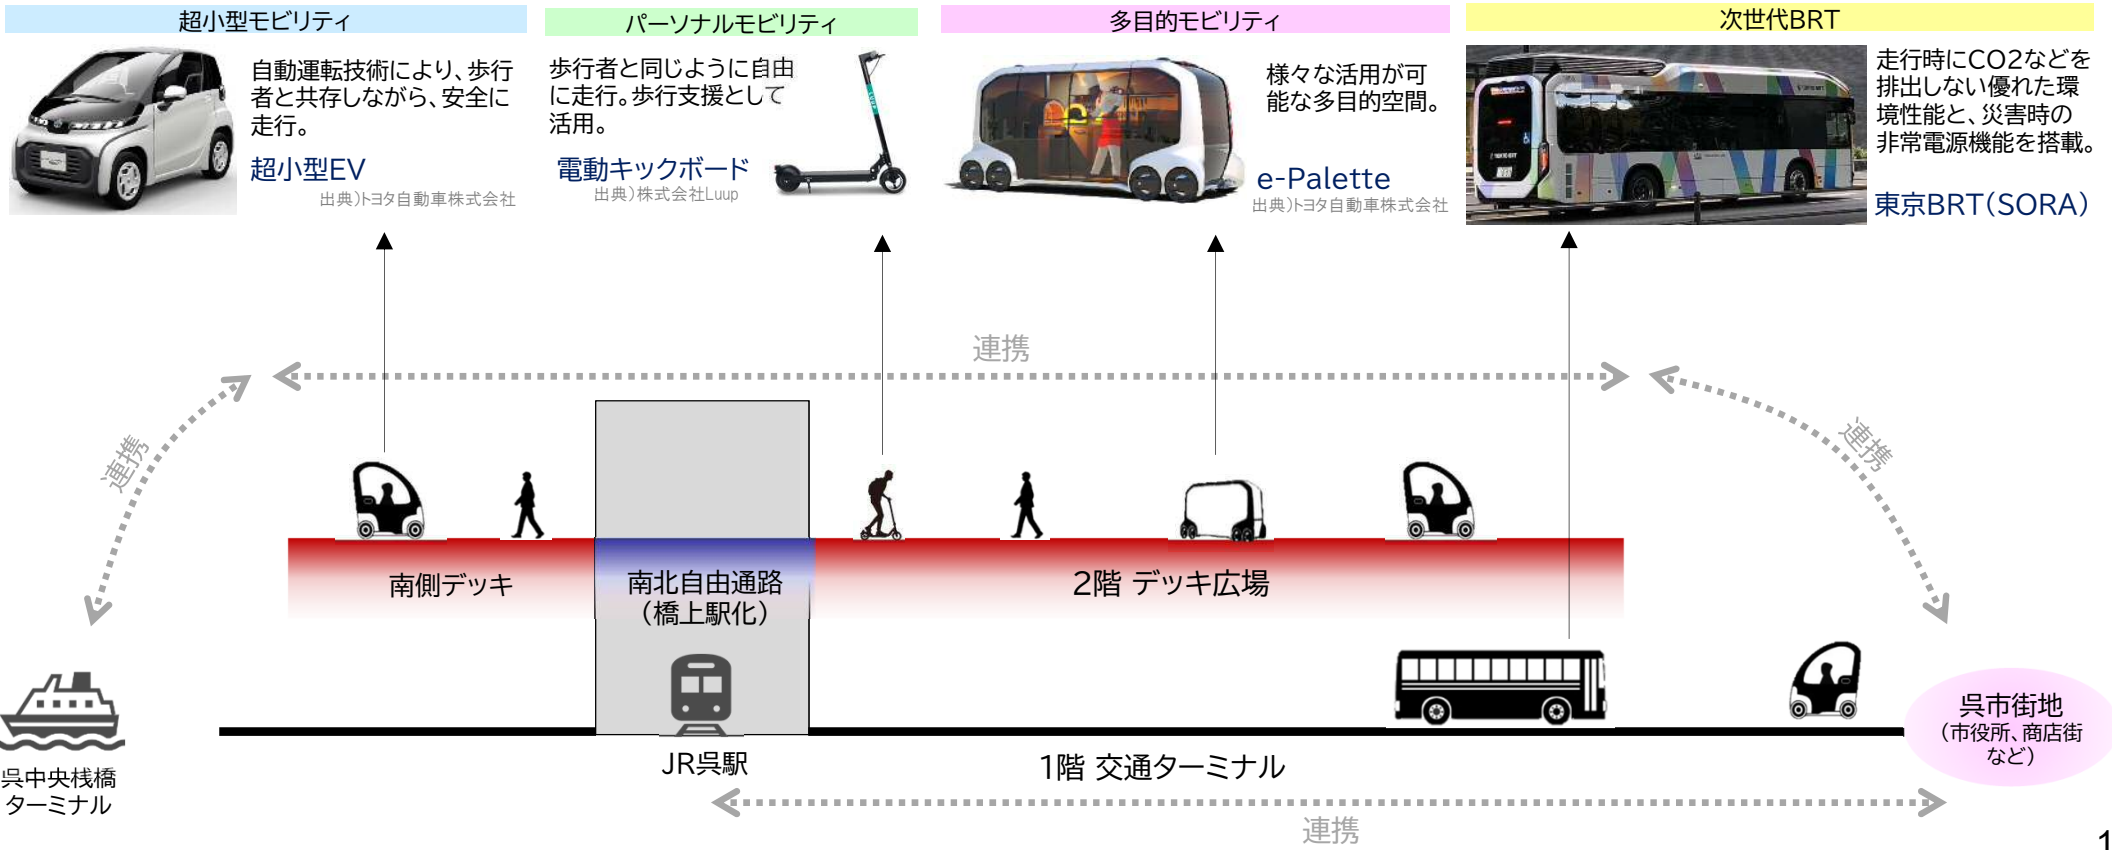 超小型モビリティ
自動運転技術により、歩行
者と共存しながら、安全に
走行。
超小型EV
出典)トヨタ自動車株式会社
パーソナルモビリティ
歩行者と同じように自由
に走行。歩行支援として
活用。
電動キックボード
出典)株式会社Luup
多目的モビリティ
様々な活用が可
能な多目的空間。
e-Palette
出典)トヨタ自動車株式会社
次世代BRT
走行時にCO2などを
排出しない優れた環
境性能と、災害時の
非常電源機能を搭載。
東京BRT(SORA)
連携
連携
連携
南側デッキ
南北自由通路
(橋上駅化)
2階 デッキ広場
呉中央桟橋
ターミナル
JR呉駅
1階 交通ターミナル
呉市街地
(市役所、商店街
など)
連携
1